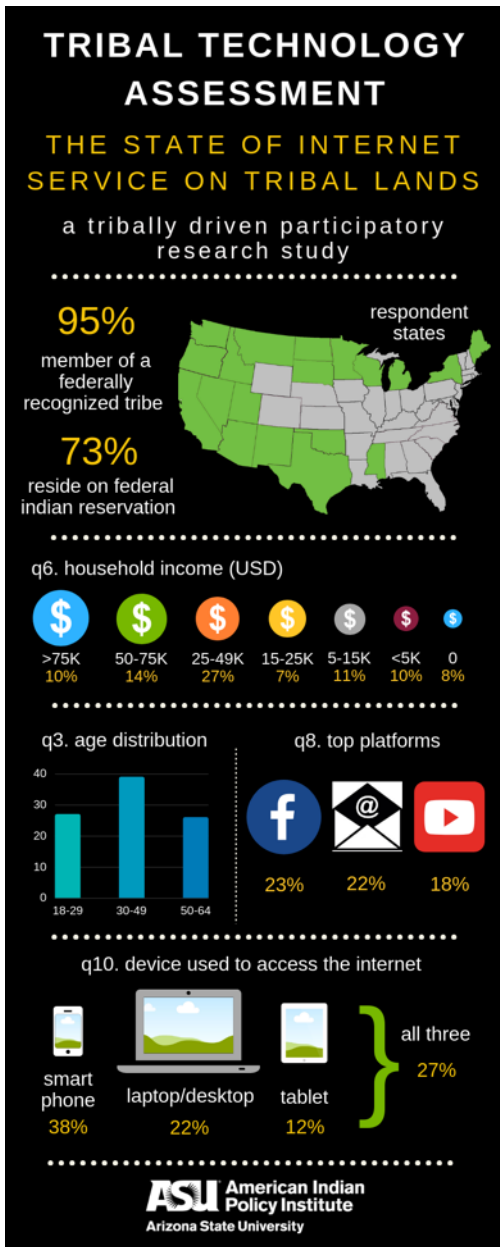 TRIBAL TECHNOLOGY
ASSESSMENT
THE STATE OF INTERNET
SERVICE ON TRIBAL LANDS
a tribally driven participatory
research study
95%
member of a
federally
recognized tribe
73%
reside on federal
indian reservation
respondent
states
q6. household income (USD)
$ $ $ $ $ $ $
>75K 50-75K 25-49K 15-25K 5-15K <5K 0
10% 14% 27% 7% 11% 10% 8%
q3. age distribution
40
30
20
10
0
18-29 30-49 50-64
q8. top platforms
f @
23% 22% 18%
q10. device used to access the internet
smart
phone
38%
laptop/desktop
22%
tablet
12%
}
all three
27%
ASU American Indian
Policy Institute
Arizona State University